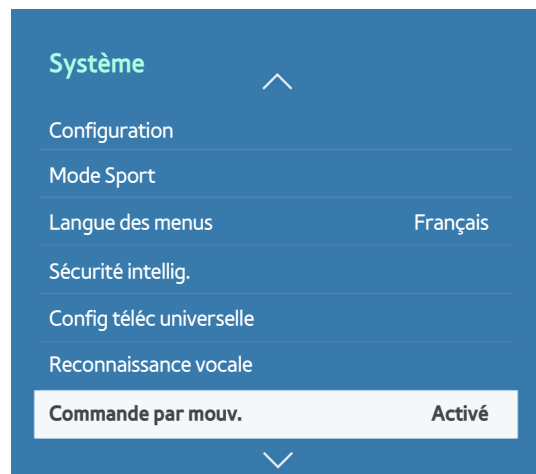 Système
Configuration
Mode Sport
Langue des menus Français
Sécurité intellig.
Config téléc universelle
Reconnaissance vocale
Commande par mouv. Activé